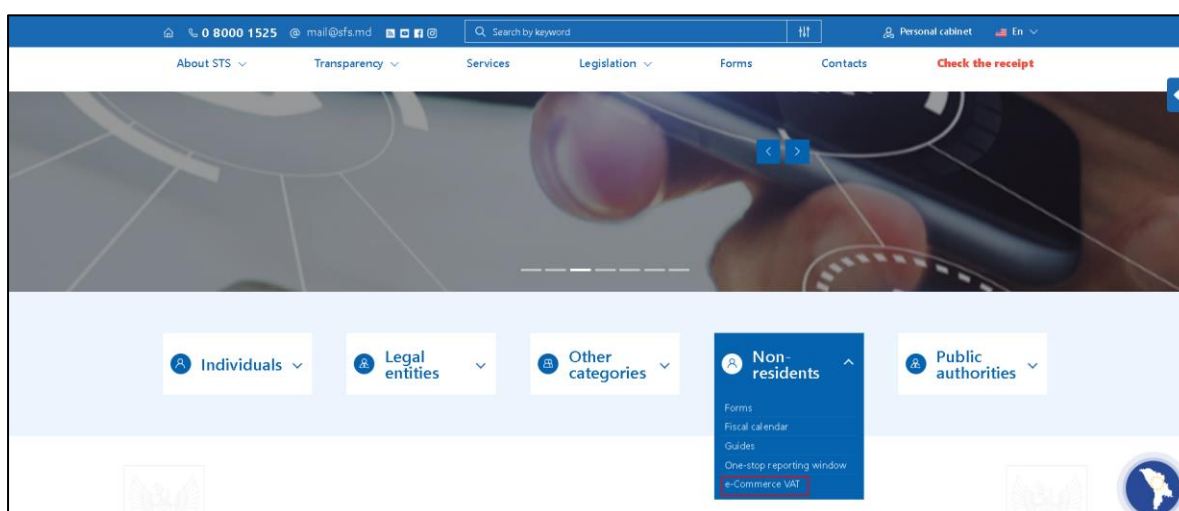 0 8000 1525 @ mail@sfs.md Search by keyword Personal cabinet En
About STS Transparency Services Legislation Forms Contacts Check the receipt
Individuals
Legal
entities
Other
categories
Non-
residents
Forms
Fiscal calendar
Guides
One-stop reporting window
e-Commerce VAT
Public
authorities